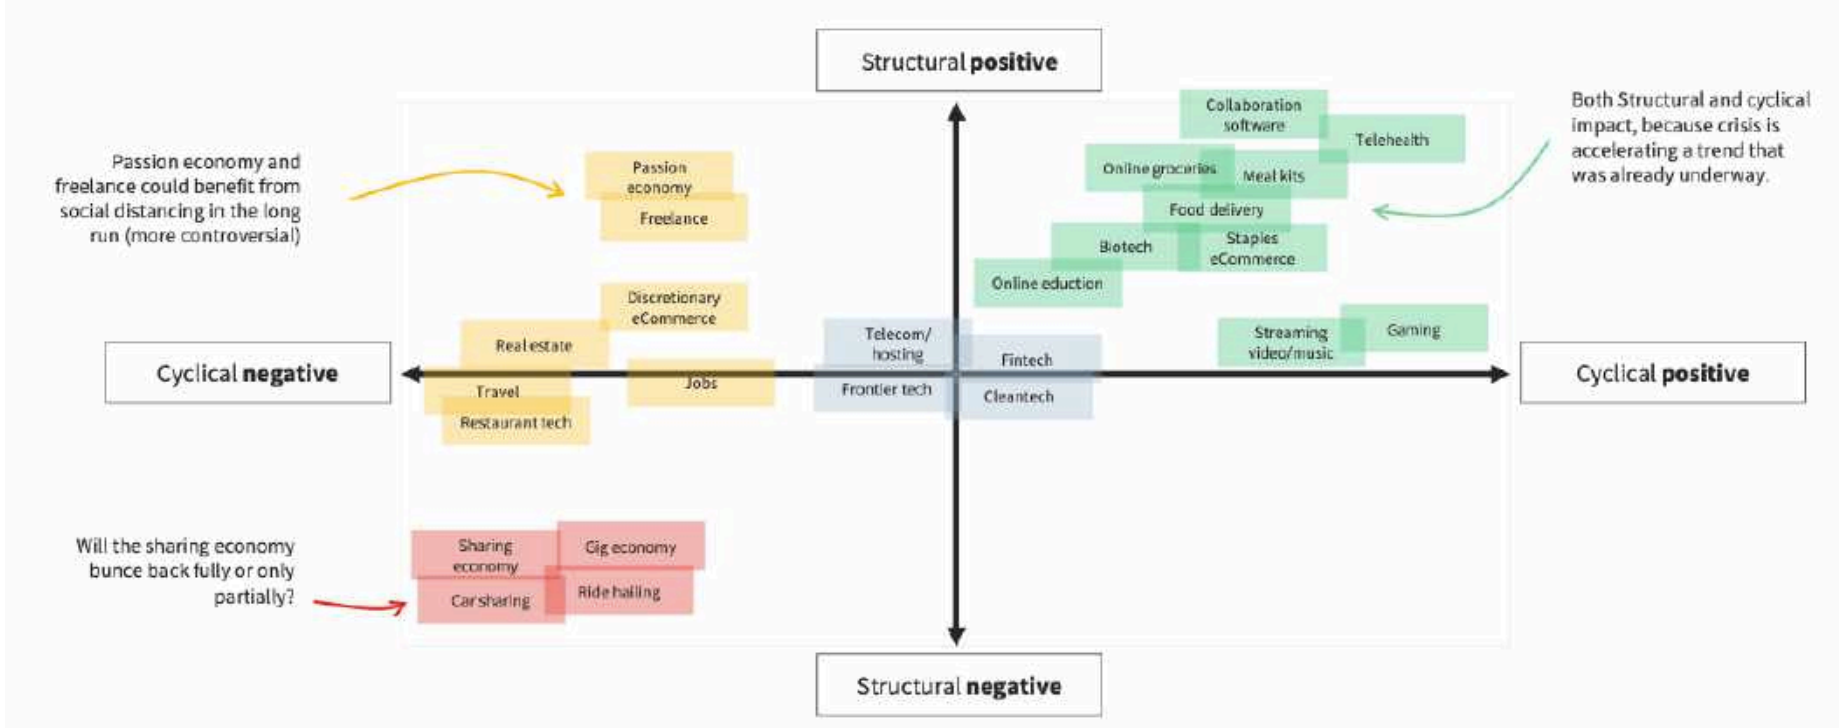 Structural positive
Collaboration
software
Telehealth
Online groceries
Meal kits
Food delivery
Biotech
Staples
eCommerce
Online eduction
Streaming
video/music
Gaming
Both Structural and cyclical
impact, because crisis is
accelerating a trend that
was already underway.
Passion economy and
freelance could benefit from
social distancing in the long
run (more controversial)
Passion
economy
Freelance
Discretionary
eCommerce
Real estate
Travel
Restaurant tech
Jobs
Telecom/
hosting
Fintech
Frontier tech
Cleantech
Cyclical negative
Cyclical positive
Will the sharing economy
bunce back fully or only
partially?
Sharing
economy
Gig economy
Car sharing
Ride hailing
Structural negative